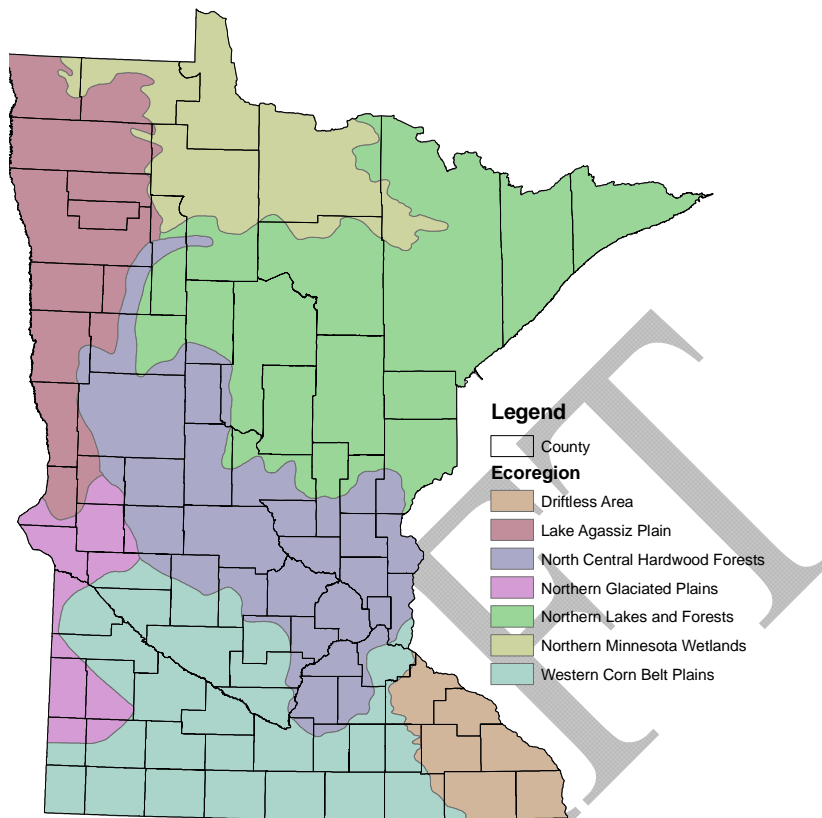 Legend
County
Ecoregion
Driftless Area
Lake Agassiz Plain
North Central Hardwood Forests
Northern Glaciated Plains
Northern Lakes and Forests
Northern Minnesota Wetlands
Western Corn Belt Plains
FT